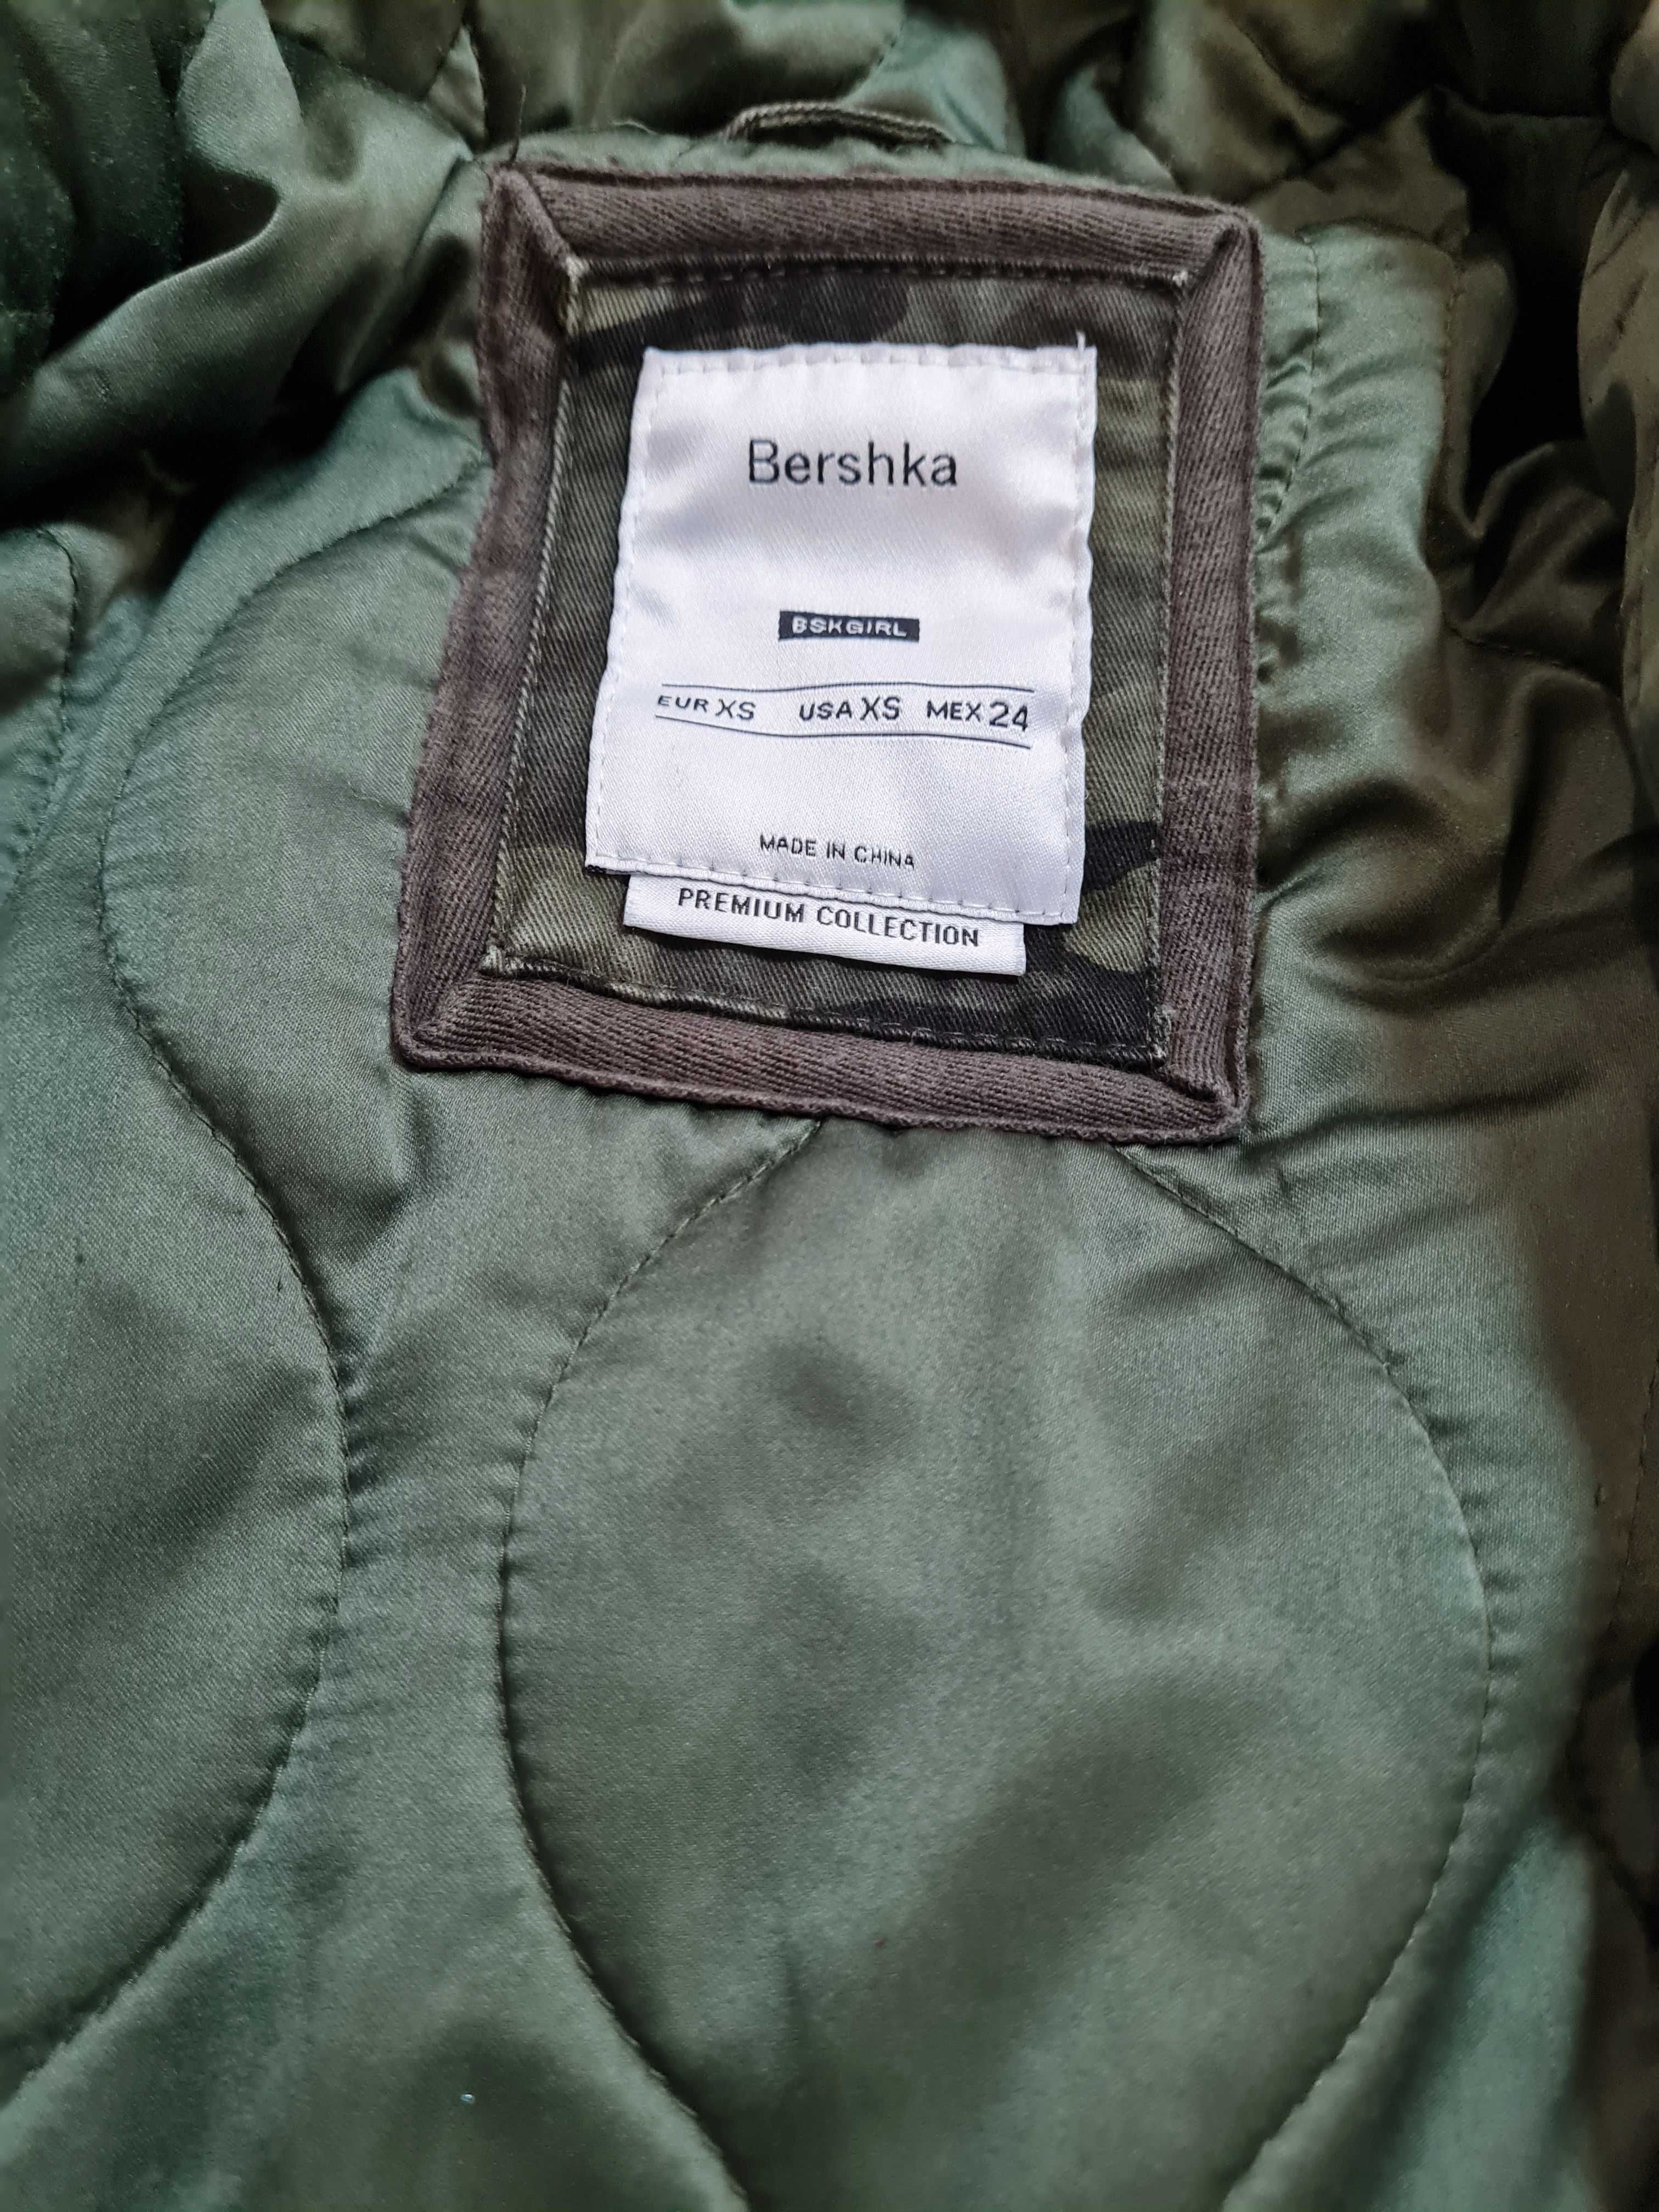 Bershka
BSKGIRL
EUR XS USA XS MEX 24
MADE IN CHINA
PREMIUM COLLECTION